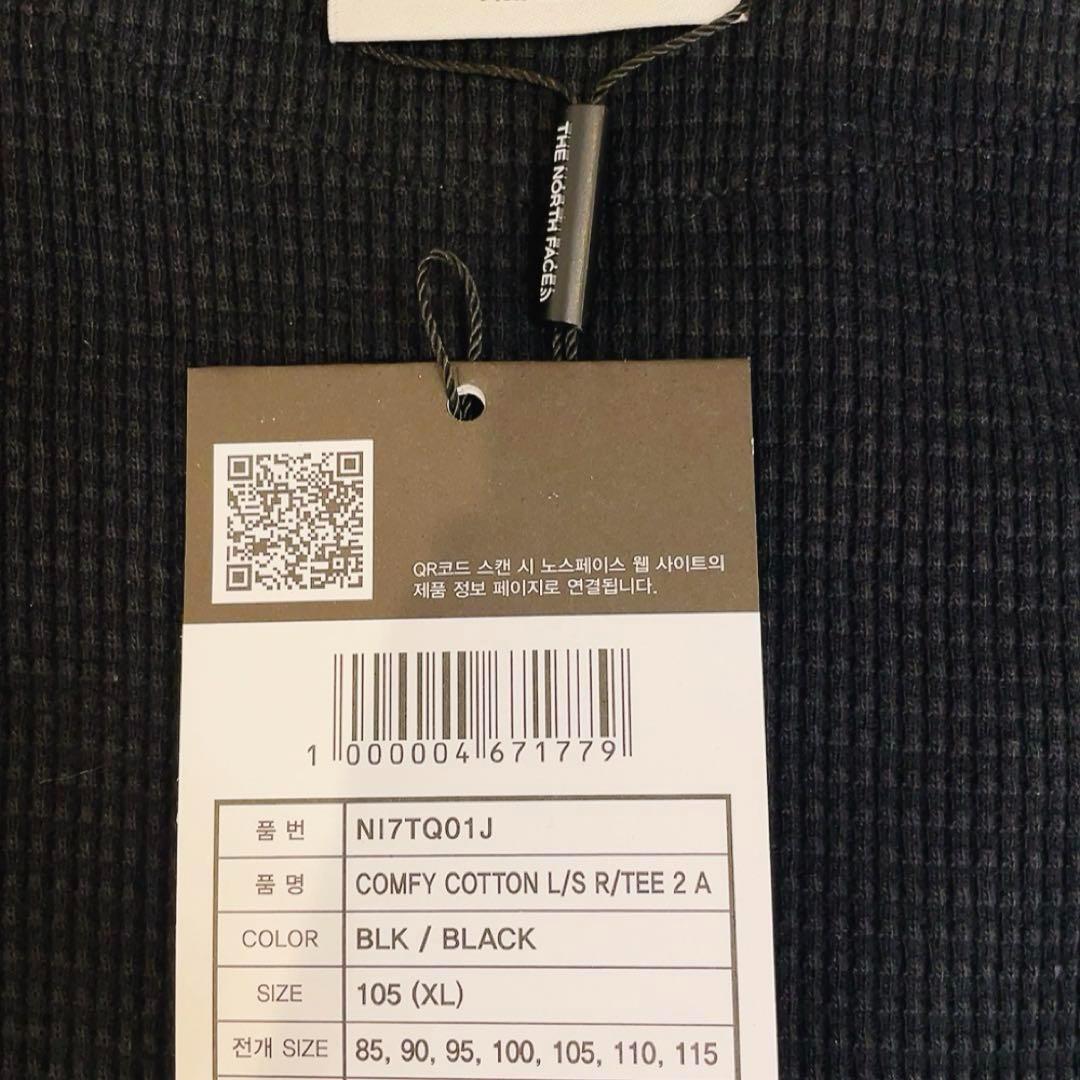 THE NORTH FACE
QR코드 스캔 시 노스페이스 웹 사이트의
제품 정보 페이지로 연결됩니다.
1 000004 671779
품 번 NI7TQ01J
품 명 COMFY COTTON L/S R/TEE 2 A
COLOR BLK / BLACK
SIZE 105 (XL)
전개 SIZE 85, 90, 95, 100, 105, 110, 115